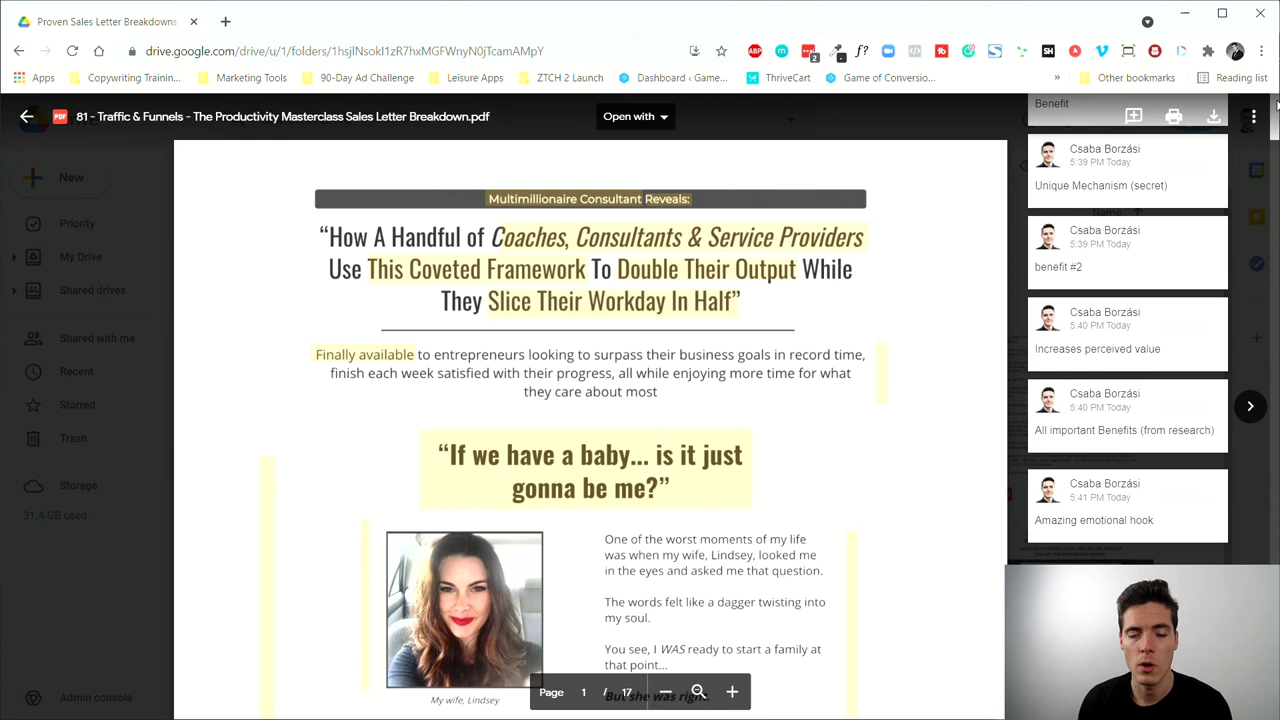 Proven Sales Letter Breakdowns
drive.google.com/drive/u/1/folders/1hsjlNsokI1zR7hxMGFWnyN0jTcamAMpY
Apps
Copywriting Trainin...
Marketing Tools
90-Day Ad Challenge
Leisure Apps
ZTCH 2 Launch
Dashboard ‹ Game...
ThriveCart
Game of Conversio...
»
Other bookmarks
Reading list
81 - Traffic & Funnels - The Productivity Masterclass Sales Letter Breakdown.pdf
Open with
New
Priority
My Drive
Shared drives
Shared with me
Recent
Starred
Trash
Storage
31.4 GB used
Admin console
Multimillionaire Consultant Reveals:
“How A Handful of Coaches, Consultants & Service Providers
Use This Coveted Framework To Double Their Output While
They Slice Their Workday In Half”
Finally available to entrepreneurs looking to surpass their business goals in record time,
finish each week satisfied with their progress, all while enjoying more time for what
they care about most
“If we have a baby... is it just
gonna be me?”
My wife, Lindsey
One of the worst moments of my life
was when my wife, Lindsey, looked me
in the eyes and asked me that question.
The words felt like a dagger twisting into
my soul.
You see, I WAS ready to start a family at
that point...
But she was right.
Page 1 / 17
Benefit
Csaba Borzási
5:39 PM Today
Unique Mechanism (secret)
Csaba Borzási
5:39 PM Today
benefit #2
Csaba Borzási
5:40 PM Today
Increases perceived value
Csaba Borzási
5:40 PM Today
All important Benefits (from research)
Csaba Borzási
5:41 PM Today
Amazing emotional hook